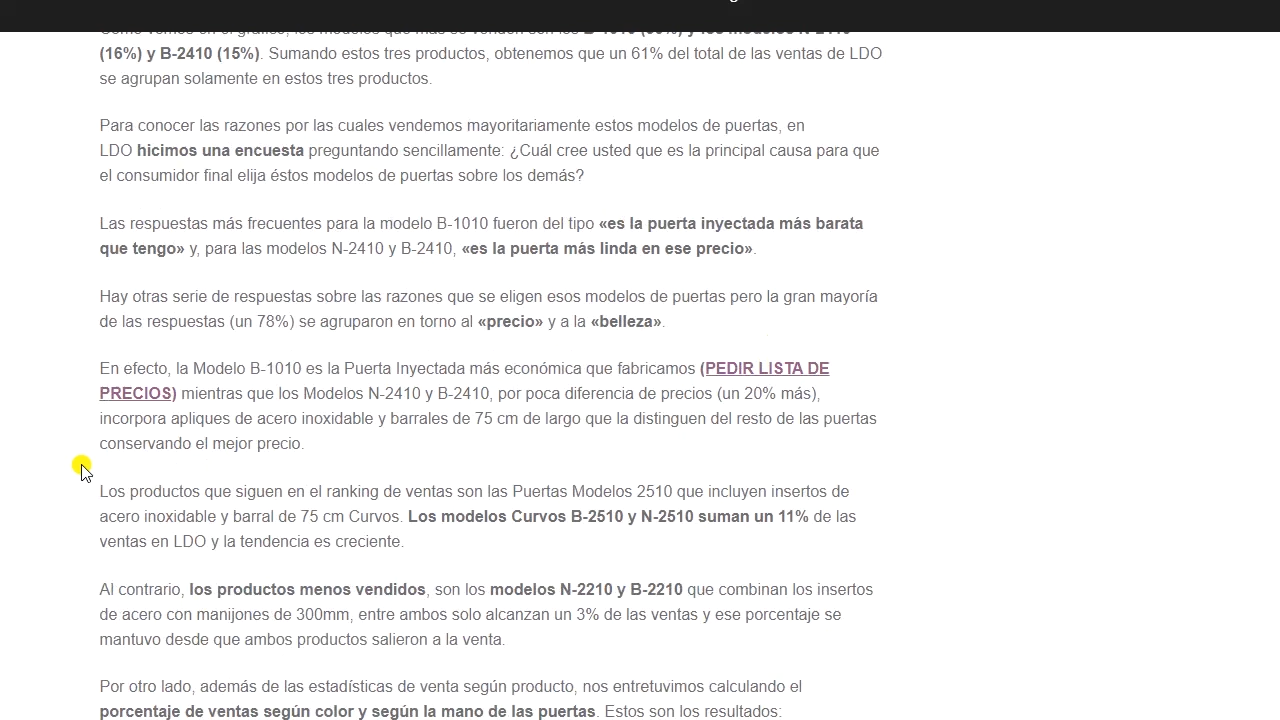 (16%) y B-2410 (15%). Sumando estos tres productos, obtenemos que un 61% del total de las ventas de LDO
se agrupan solamente en estos tres productos.
Para conocer las razones por las cuales vendemos mayoritariamente estos modelos de puertas, en
LDO hicimos una encuesta preguntando sencillamente: ¿Cuál cree usted que es la principal causa para que
el consumidor final elija éstos modelos de puertas sobre los demás?
Las respuestas más frecuentes para la modelo B-1010 fueron del tipo «es la puerta inyectada más barata
que tengo» y, para las modelos N-2410 y B-2410, «es la puerta más linda en ese precio».
Hay otras serie de respuestas sobre las razones que se eligen esos modelos de puertas pero la gran mayoría
de las respuestas (un 78%) se agruparon en torno al «precio» y a la «belleza».
En efecto, la Modelo B-1010 es la Puerta Inyectada más económica que fabricamos (PEDIR LISTA DE
PRECIOS) mientras que los Modelos N-2410 y B-2410, por poca diferencia de precios (un 20% más),
incorpora apliques de acero inoxidable y barrales de 75 cm de largo que la distinguen del resto de las puertas
conservando el mejor precio.
Los productos que siguen en el ranking de ventas son las Puertas Modelos 2510 que incluyen insertos de
acero inoxidable y barral de 75 cm Curvos. Los modelos Curvos B-2510 y N-2510 suman un 11% de las
ventas en LDO y la tendencia es creciente.
Al contrario, los productos menos vendidos, son los modelos N-2210 y B-2210 que combinan los insertos
de acero con manijones de 300mm, entre ambos solo alcanzan un 3% de las ventas y ese porcentaje se
mantuvo desde que ambos productos salieron a la venta.
Por otro lado, además de las estadísticas de venta según producto, nos entretuvimos calculando el
porcentaje de ventas según color y según la mano de las puertas. Estos son los resultados: